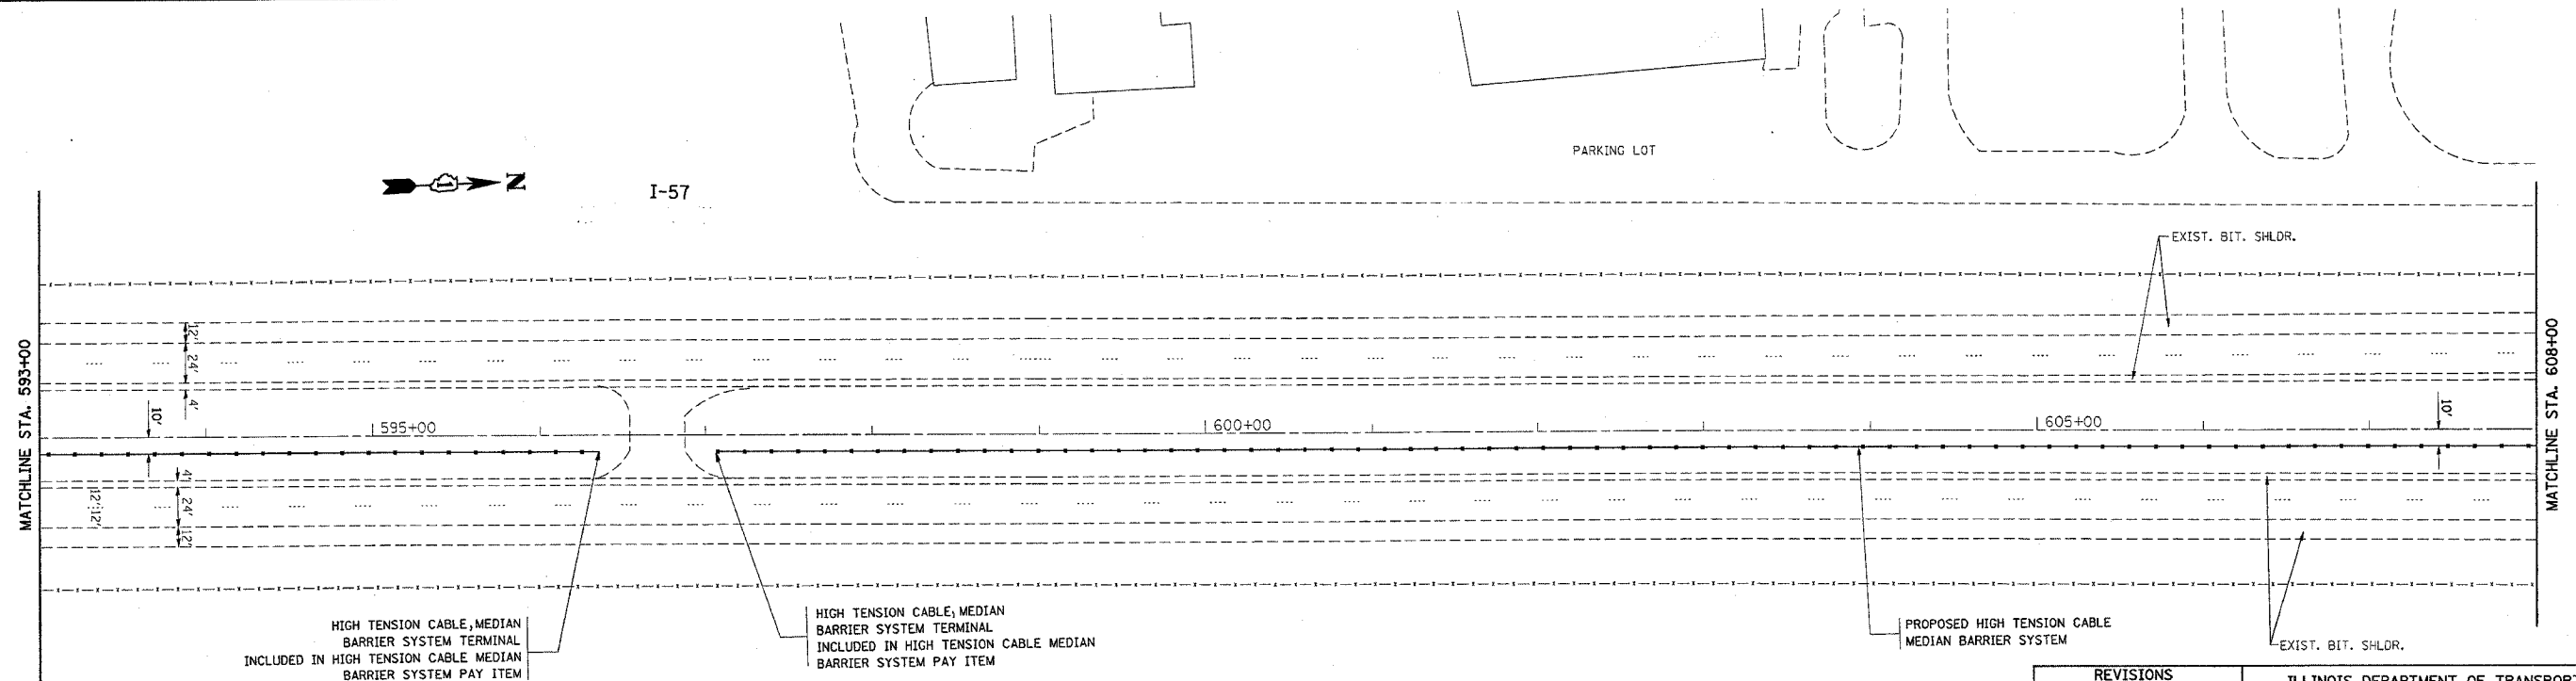 PARKING LOT
N
I-57
EXIST. BIT. SHLDR.
MATCHLINE STA. 593+00
MATCHLINE STA. 608+00
12'
24'
4'
10'
10'
595+00
600+00
605+00
4'
24'
12'
12'
12'
HIGH TENSION CABLE, MEDIAN
BARRIER SYSTEM TERMINAL
INCLUDED IN HIGH TENSION CABLE MEDIAN
BARRIER SYSTEM PAY ITEM
HIGH TENSION CABLE, MEDIAN
BARRIER SYSTEM TERMINAL
INCLUDED IN HIGH TENSION CABLE MEDIAN
BARRIER SYSTEM PAY ITEM
PROPOSED HIGH TENSION CABLE
MEDIAN BARRIER SYSTEM
EXIST. BIT. SHLDR.
REVISIONS
ILLINOIS DEPARTMENT OF